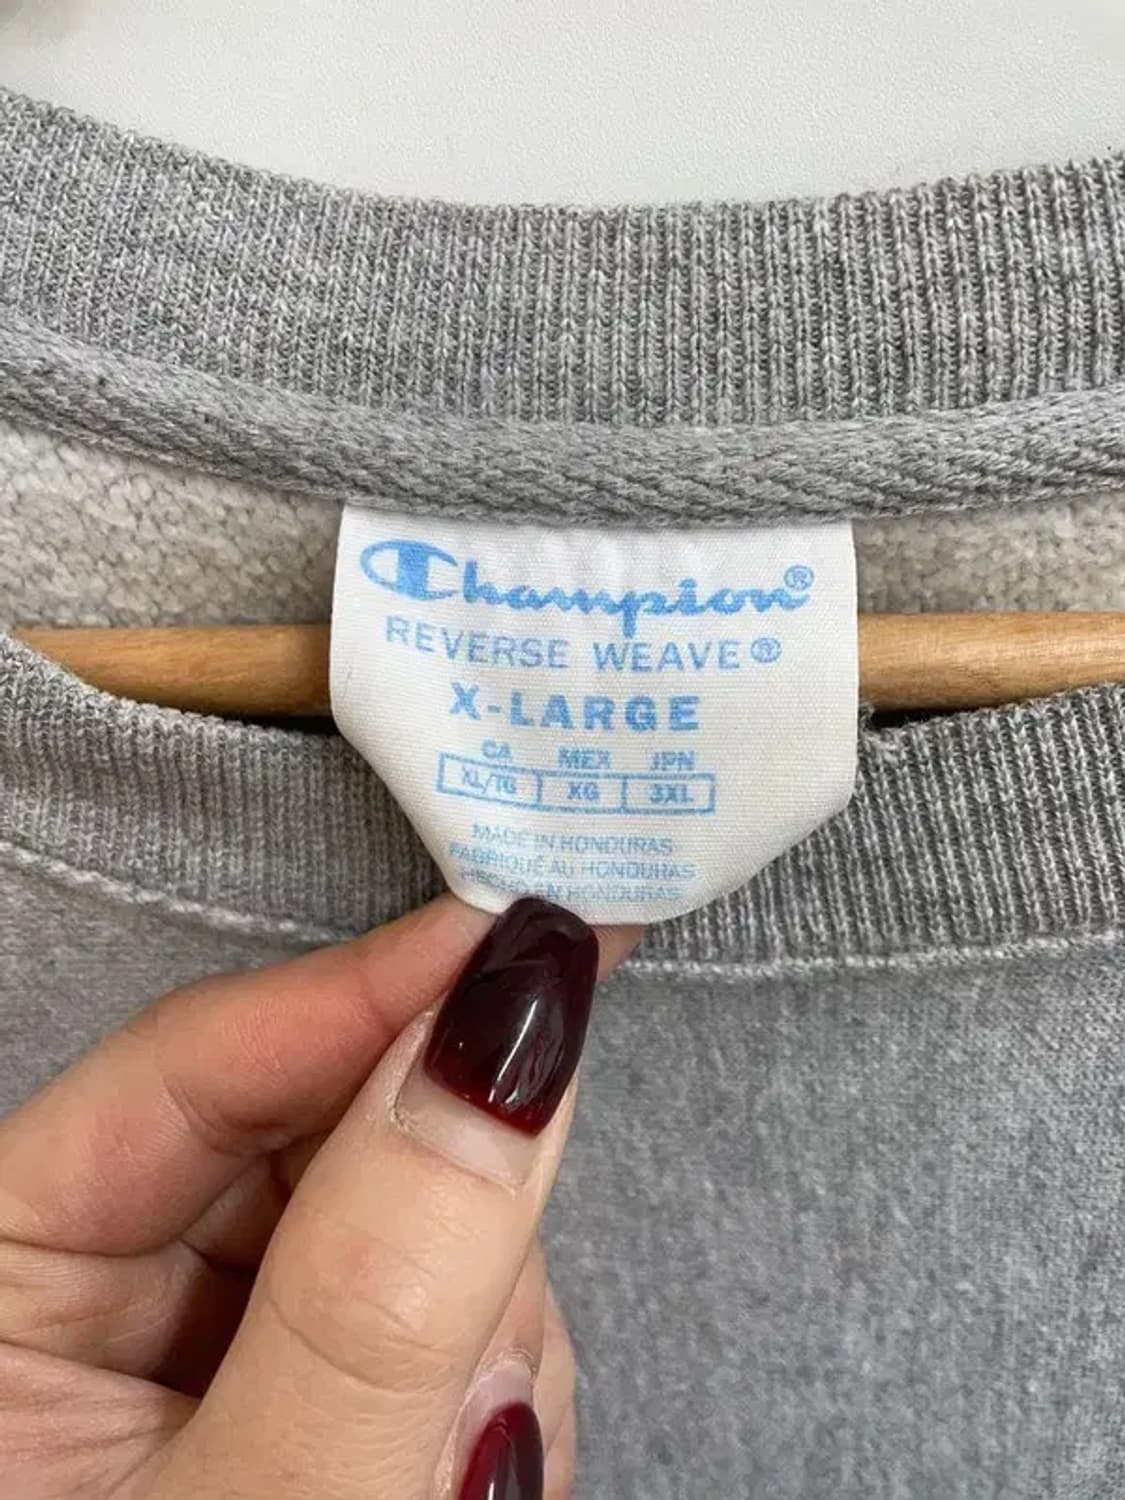 Champion®
REVERSE WEAVE®
X-LARGE
CA MEX JPN
XL/TG XG 3XL
MADE IN HONDURAS
FABRIQUÉ AU HONDURAS
HECHO EN HONDURAS